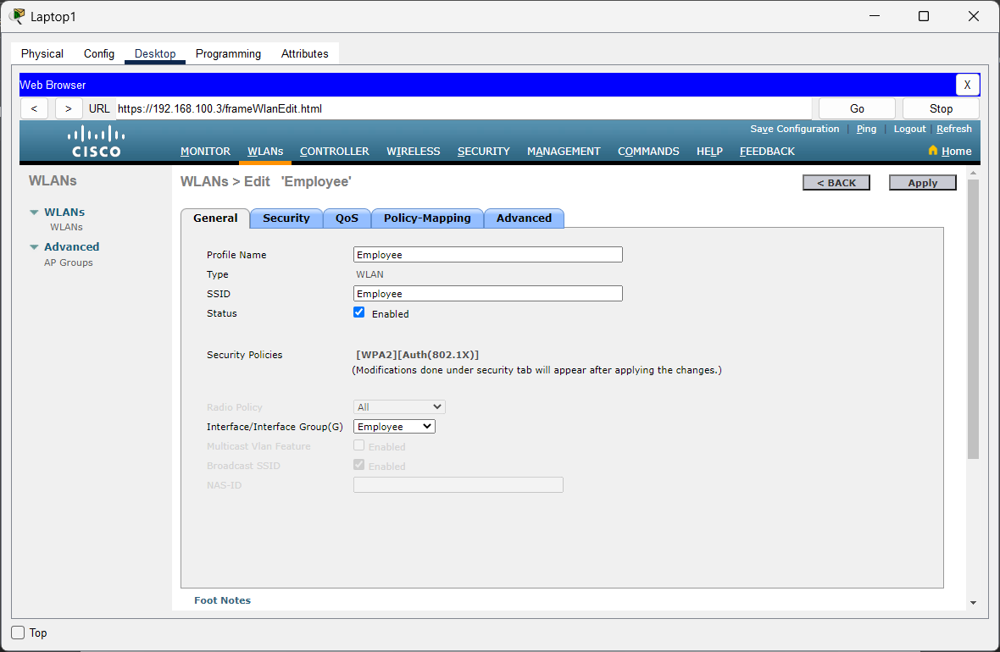 Laptop1
Physical Config Desktop Programming Attributes
Web Browser X
< > URL https://192.168.100.3/frameWlanEdit.html Go Stop
Save Configuration | Ping | Logout | Refresh
CISCO MONITOR WLANs CONTROLLER WIRELESS SECURITY MANAGEMENT COMMANDS HELP FEEDBACK Home
WLANs
WLANs
WLANs
Advanced
AP Groups
WLANs > Edit 'Employee' < BACK Apply
General Security QoS Policy-Mapping Advanced
Profile Name Employee
Type WLAN
SSID Employee
Status Enabled
Security Policies [WPA2][Auth(802.1X)]
(Modifications done under security tab will appear after applying the changes.)
Radio Policy All
Interface/Interface Group(G) Employee
Multicast Vlan Feature Enabled
Broadcast SSID Enabled
NAS-ID
Foot Notes
Top